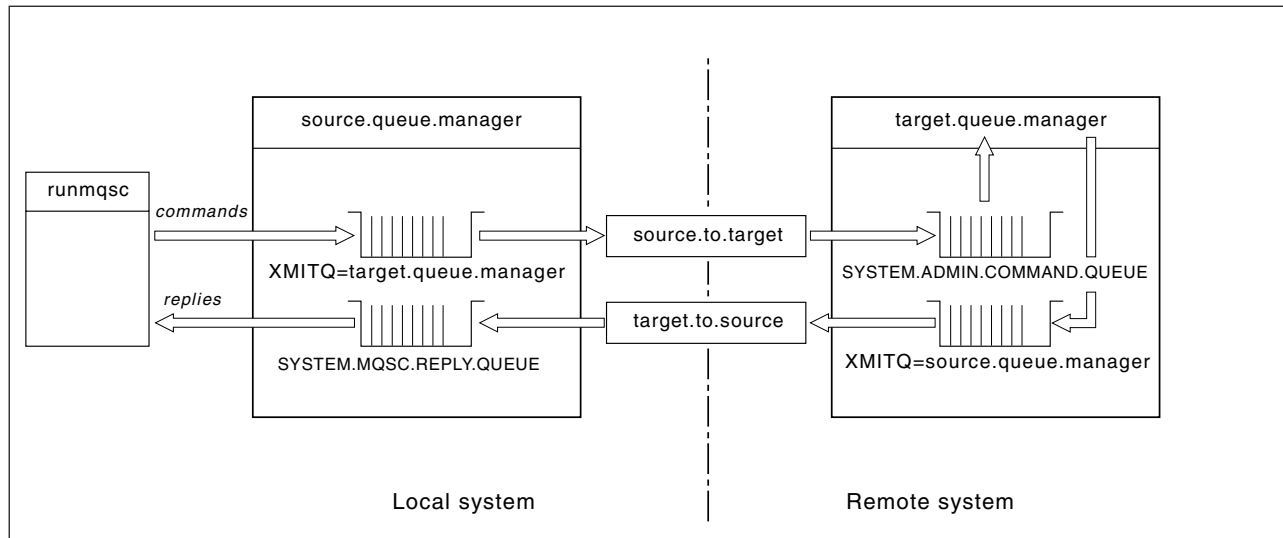 source.queue.manager
target.queue.manager
runmqsc
commands
source.to.target
XMITQ=target.queue.manager
SYSTEM.ADMIN.COMMAND.QUEUE
replies
target.to.source
SYSTEM.MQSC.REPLY.QUEUE
XMITQ=source.queue.manager
Local system
Remote system